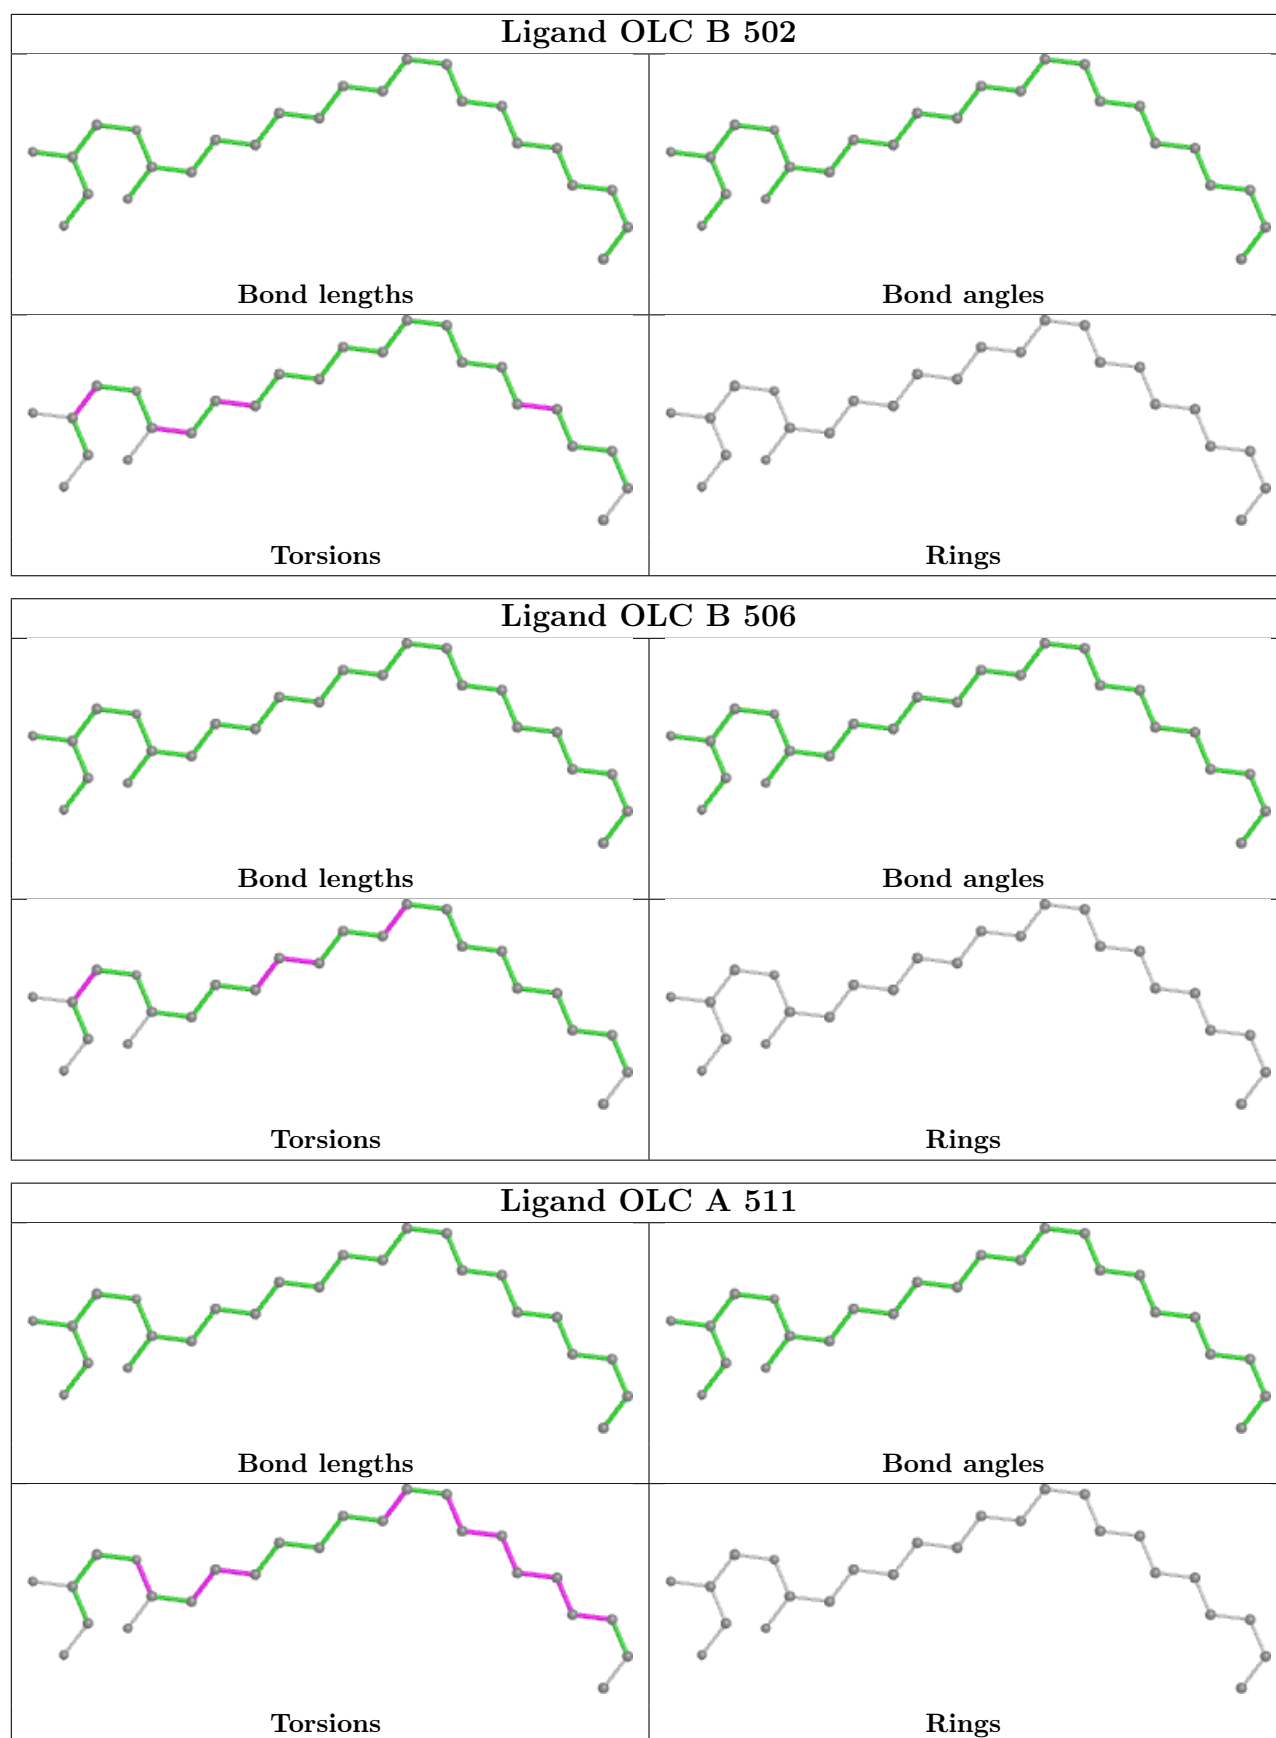 Ligand OLC B 502
Bond lengths
Bond angles
Torsions
Rings
Ligand OLC B 506
Bond lengths
Bond angles
Torsions
Rings
Ligand OLC A 511
Bond lengths
Bond angles
Torsions
Rings